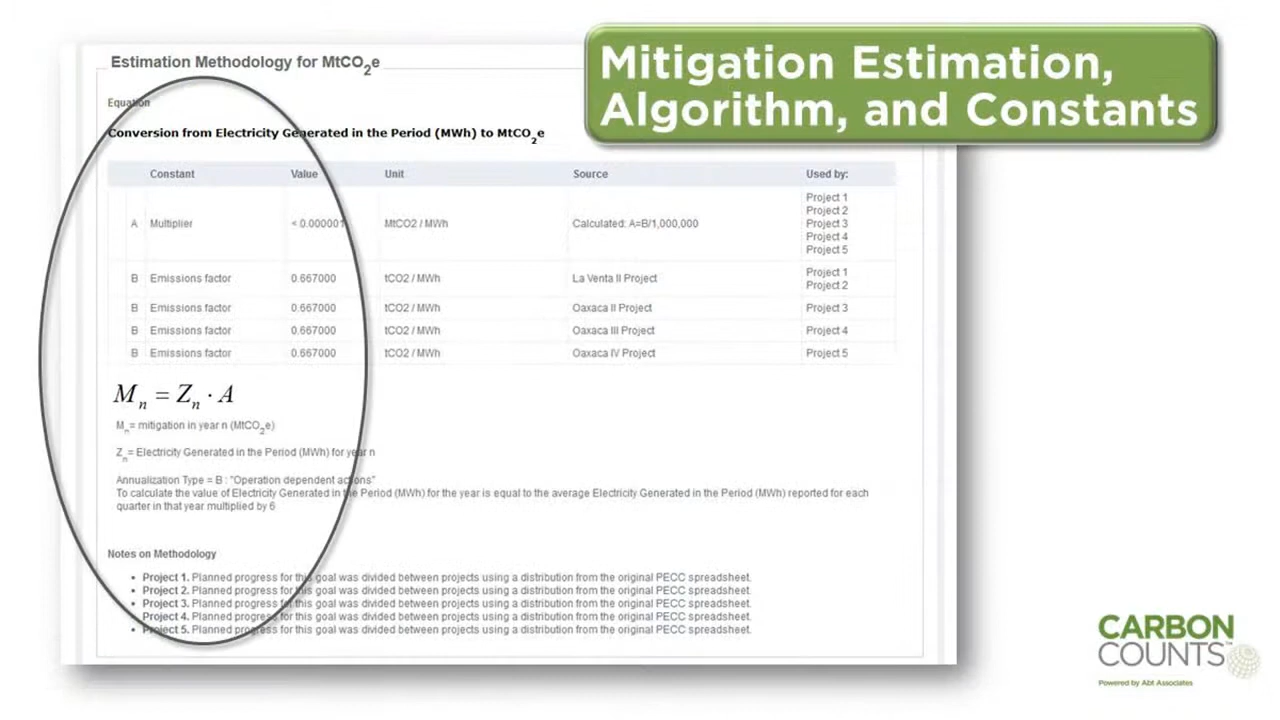 Mitigation Estimation,
Algorithm, and Constants
Estimation Methodology for MtCO2e
Equation
Conversion from Electricity Generated in the Period (MWh) to MtCO2e
Constant Value Unit Source Used by:
A Multiplier < 0.000001 MtCO2 / MWh Calculated: A=B/1,000,000
Project 1
Project 2
Project 3
Project 4
Project 5
B Emissions factor 0.667000 tCO2 / MWh La Venta II Project
Project 1
Project 2
B Emissions factor 0.667000 tCO2 / MWh Oaxaca II Project Project 3
B Emissions factor 0.667000 tCO2 / MWh Oaxaca III Project Project 4
B Emissions factor 0.667000 tCO2 / MWh Oaxaca IV Project Project 5
Mn = Zn · A
Mn= mitigation in year n (MtCO2e)
Zn= Electricity Generated in the Period (MWh) for year n
Annualization Type = B : "Operation dependent actions"
To calculate the value of Electricity Generated in the Period (MWh) for the year is equal to the average Electricity Generated in the Period (MWh) reported for each
quarter in that year multiplied by 6
Notes on Methodology
• Project 1. Planned progress for this goal was divided between projects using a distribution from the original PECC spreadsheet.
• Project 2. Planned progress for this goal was divided between projects using a distribution from the original PECC spreadsheet.
• Project 3. Planned progress for this goal was divided between projects using a distribution from the original PECC spreadsheet.
Project 4. Planned progress for this goal was divided between projects using a distribution from the original PECC spreadsheet.
• Project 5. Planned progress for this goal was divided between projects using a distribution from the original PECC spreadsheet.
CARBON
COUNTS™
Powered by Abt Associates